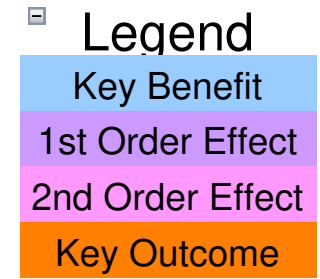 Legend
Key Benefit
1st Order Effect
2nd Order Effect
Key Outcome